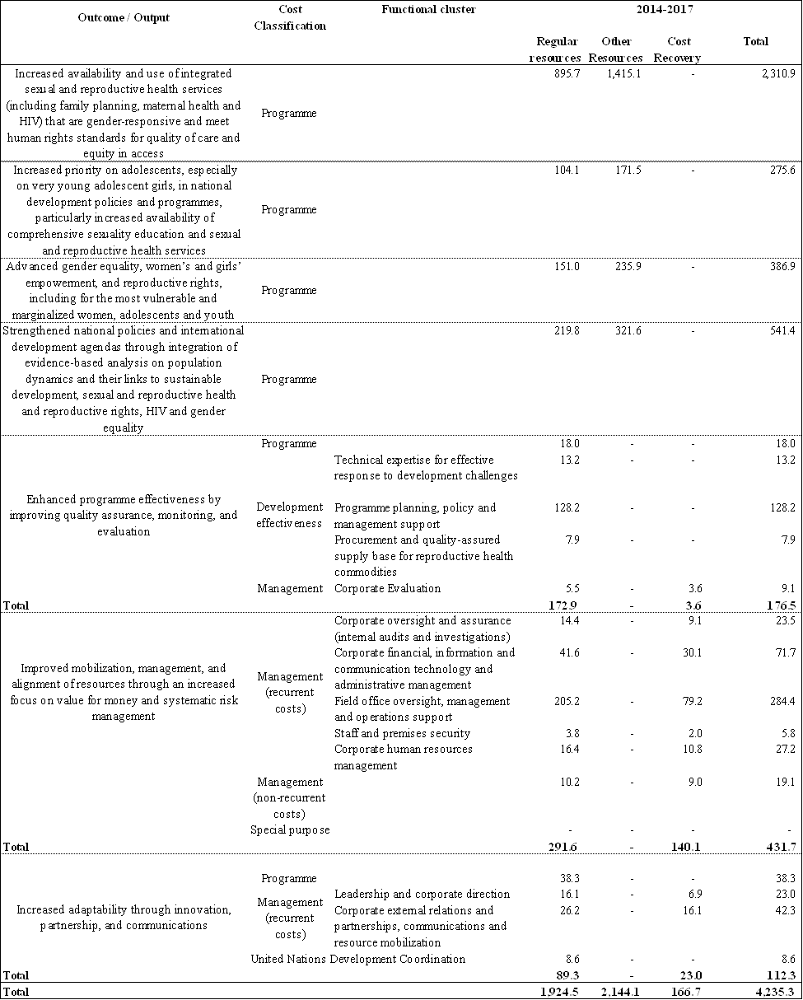 Outcome / Output Cost Classification Functional cluster 2014-2017
Regular resources Other Resources Cost Recovery Total
Increased availability and use of integrated 895.7 1,415.1 - 2,310.9
sexual and reproductive health services
(including family planning, maternal health and Programme
HIV) that are gender-responsive and meet
human rights standards for quality of care and
equity in access
Increased priority on adolescents, especially 104.1 171.5 - 275.6
on very young adolescent girls, in national
development policies and programmes, Programme
particularly increased availability of
comprehensive sexuality education and sexual
and reproductive health services
Advanced gender equality, women’s and girls’ 151.0 235.9 - 386.9
empowerment, and reproductive rights, Programme
including for the most vulnerable and
marginalized women, adolescents and youth
Strengthened national policies and international 219.8 321.6 - 541.4
development agendas through integration of
evidence-based analysis on population
dynamics and their links to sustainable Programme
development, sexual and reproductive health
and reproductive rights, HIV and gender
equality
Programme 18.0 - - 18.0
Technical expertise for effective 13.2 - - 13.2
response to development challenges
Enhanced programme effectiveness by
improving quality assurance, monitoring, and
evaluation
Development
effectiveness
Programme planning, policy and 128.2 - - 128.2
management support
Procurement and quality-assured 7.9 - - 7.9
supply base for reproductive health
commodities
Management Corporate Evaluation 5.5 - 3.6 9.1
Total 172.9 - 3.6 176.5
Corporate oversight and assurance 14.4 - 9.1 23.5
(internal audits and investigations)
Corporate financial, information and 41.6 - 30.1 71.7
communication technology and
administrative management
Improved mobilization, management, and
alignment of resources through an increased
focus on value for money and systematic risk
management
Management
(recurrent
costs)
Field office oversight, management 205.2 - 79.2 284.4
and operations support
Staff and premises security 3.8 - 2.0 5.8
Corporate human resources 16.4 - 10.8 27.2
management
Management 10.2 - 9.0 19.1
(non-recurrent
costs)
Special purpose - - - -
Total 291.6 - 140.1 431.7
Programme 38.3 - - 38.3
Increased adaptability through innovation,
partnership, and communications
Management
(recurrent
costs)
Leadership and corporate direction 16.1 - 6.9 23.0
Corporate external relations and 26.2 - 16.1 42.3
partnerships, communications and
resource mobilization
United Nations Development Coordination 8.6 - - 8.6
Total 89.3 - 23.0 112.3
Total 1,924.5 2,144.1 166.7 4,235.3